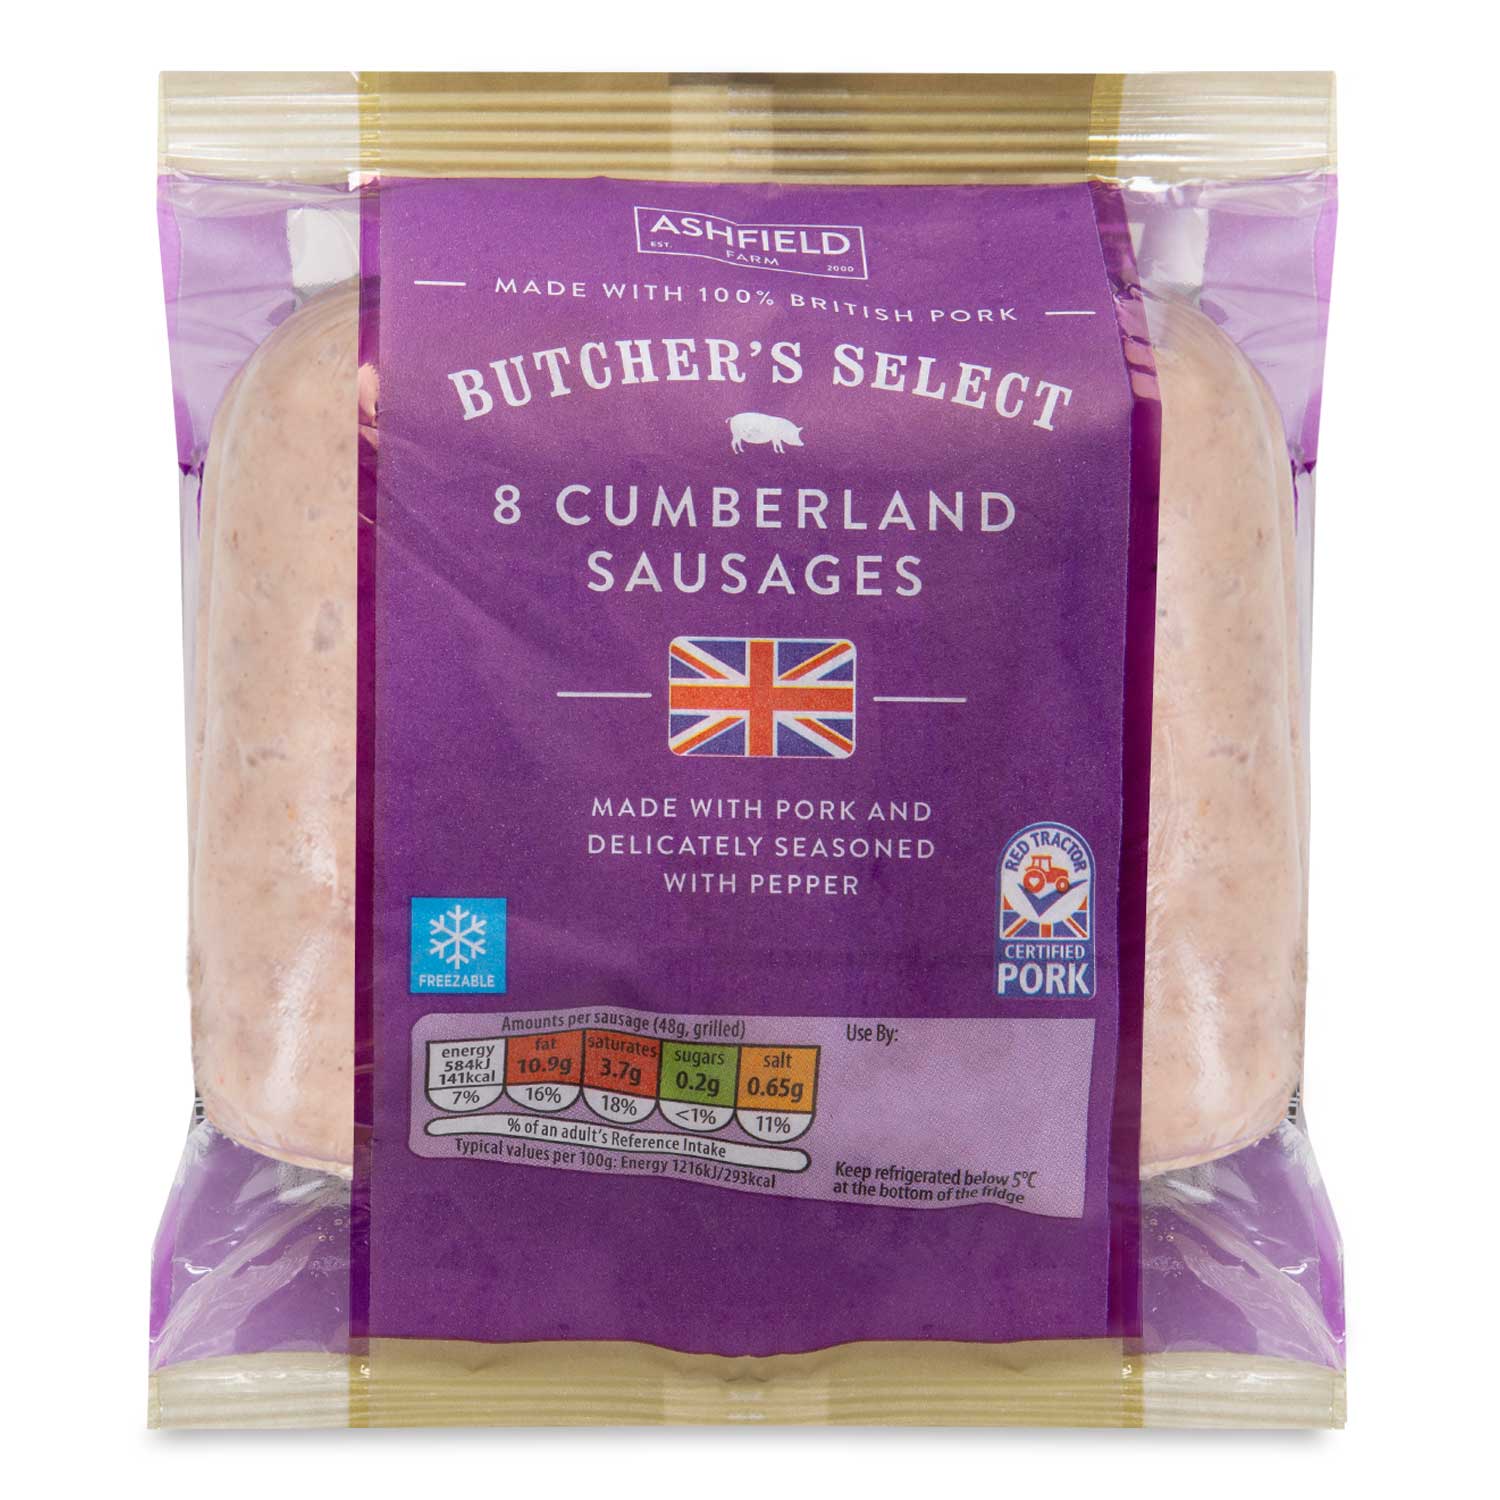 ASHFIELD
EST. FARM 2000
MADE WITH 100% BRITISH PORK
BUTCHER'S SELECT
8 CUMBERLAND
SAUSAGES
MADE WITH PORK AND
DELICATELY SEASONED
WITH PEPPER
RED TRACTOR
CERTIFIED
PORK
FREEZABLE
Amounts per sausage (48g, grilled)
energy 584kJ 141kcal 7%
fat 10.9g 16%
saturates 3.7g 18%
sugars 0.2g <1%
salt 0.65g 11%
% of an adult's Reference Intake
Typical values per 100g: Energy 1216kJ/293kcal
Use By:
Keep refrigerated below 5°C
at the bottom of the fridge